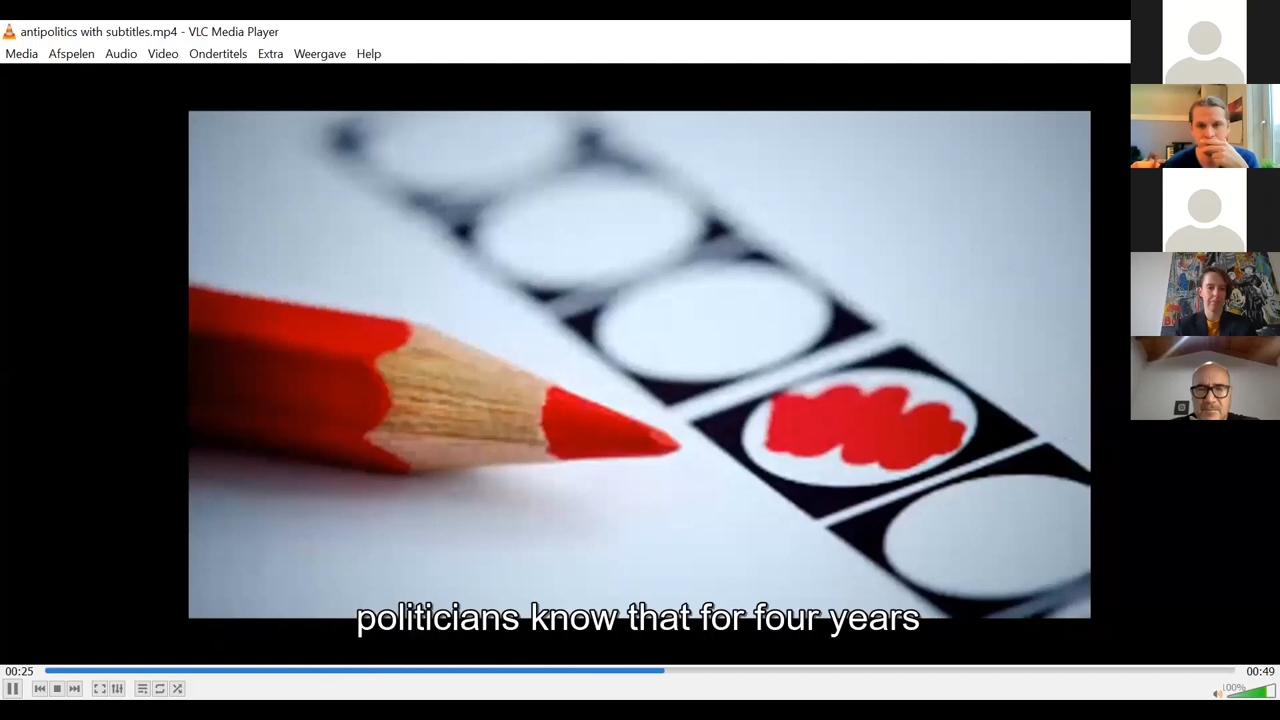 antipolitics with subtitles.mp4 - VLC Media Player
Media Afspelen Audio Video Ondertitels Extra Weergave Help
politicians know that for four years
00:25
00:49
100%